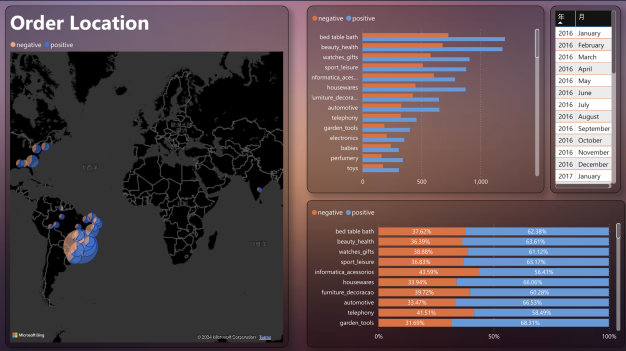 Order Location
negative positive
Microsoft Bing
© 2024 Microsoft Corporation Terms
negative positive
bed table bath
beauty_health
watches_gifts
sport_leisure
informatica_aces...
housewares
furniture_decora...
automotive
telephony
garden_tools
electronics
babies
perfumery
toys
0 500 1,000
年 月
2016 January
2016 February
2016 March
2016 April
2016 May
2016 June
2016 July
2016 August
2016 September
2016 October
2016 November
2016 December
2017 January
negative positive
bed table bath 37.62% 62.38%
beauty_health 36.39% 63.61%
watches_gifts 38.88% 61.12%
sport_leisure 36.83% 63.17%
informatica_acessorios 43.59% 56.41%
housewares 33.94% 66.06%
furniture_decoracao 39.72% 60.28%
automotive 33.47% 66.53%
telephony 41.51% 58.49%
garden_tools 31.69% 68.31%
0% 50% 100%